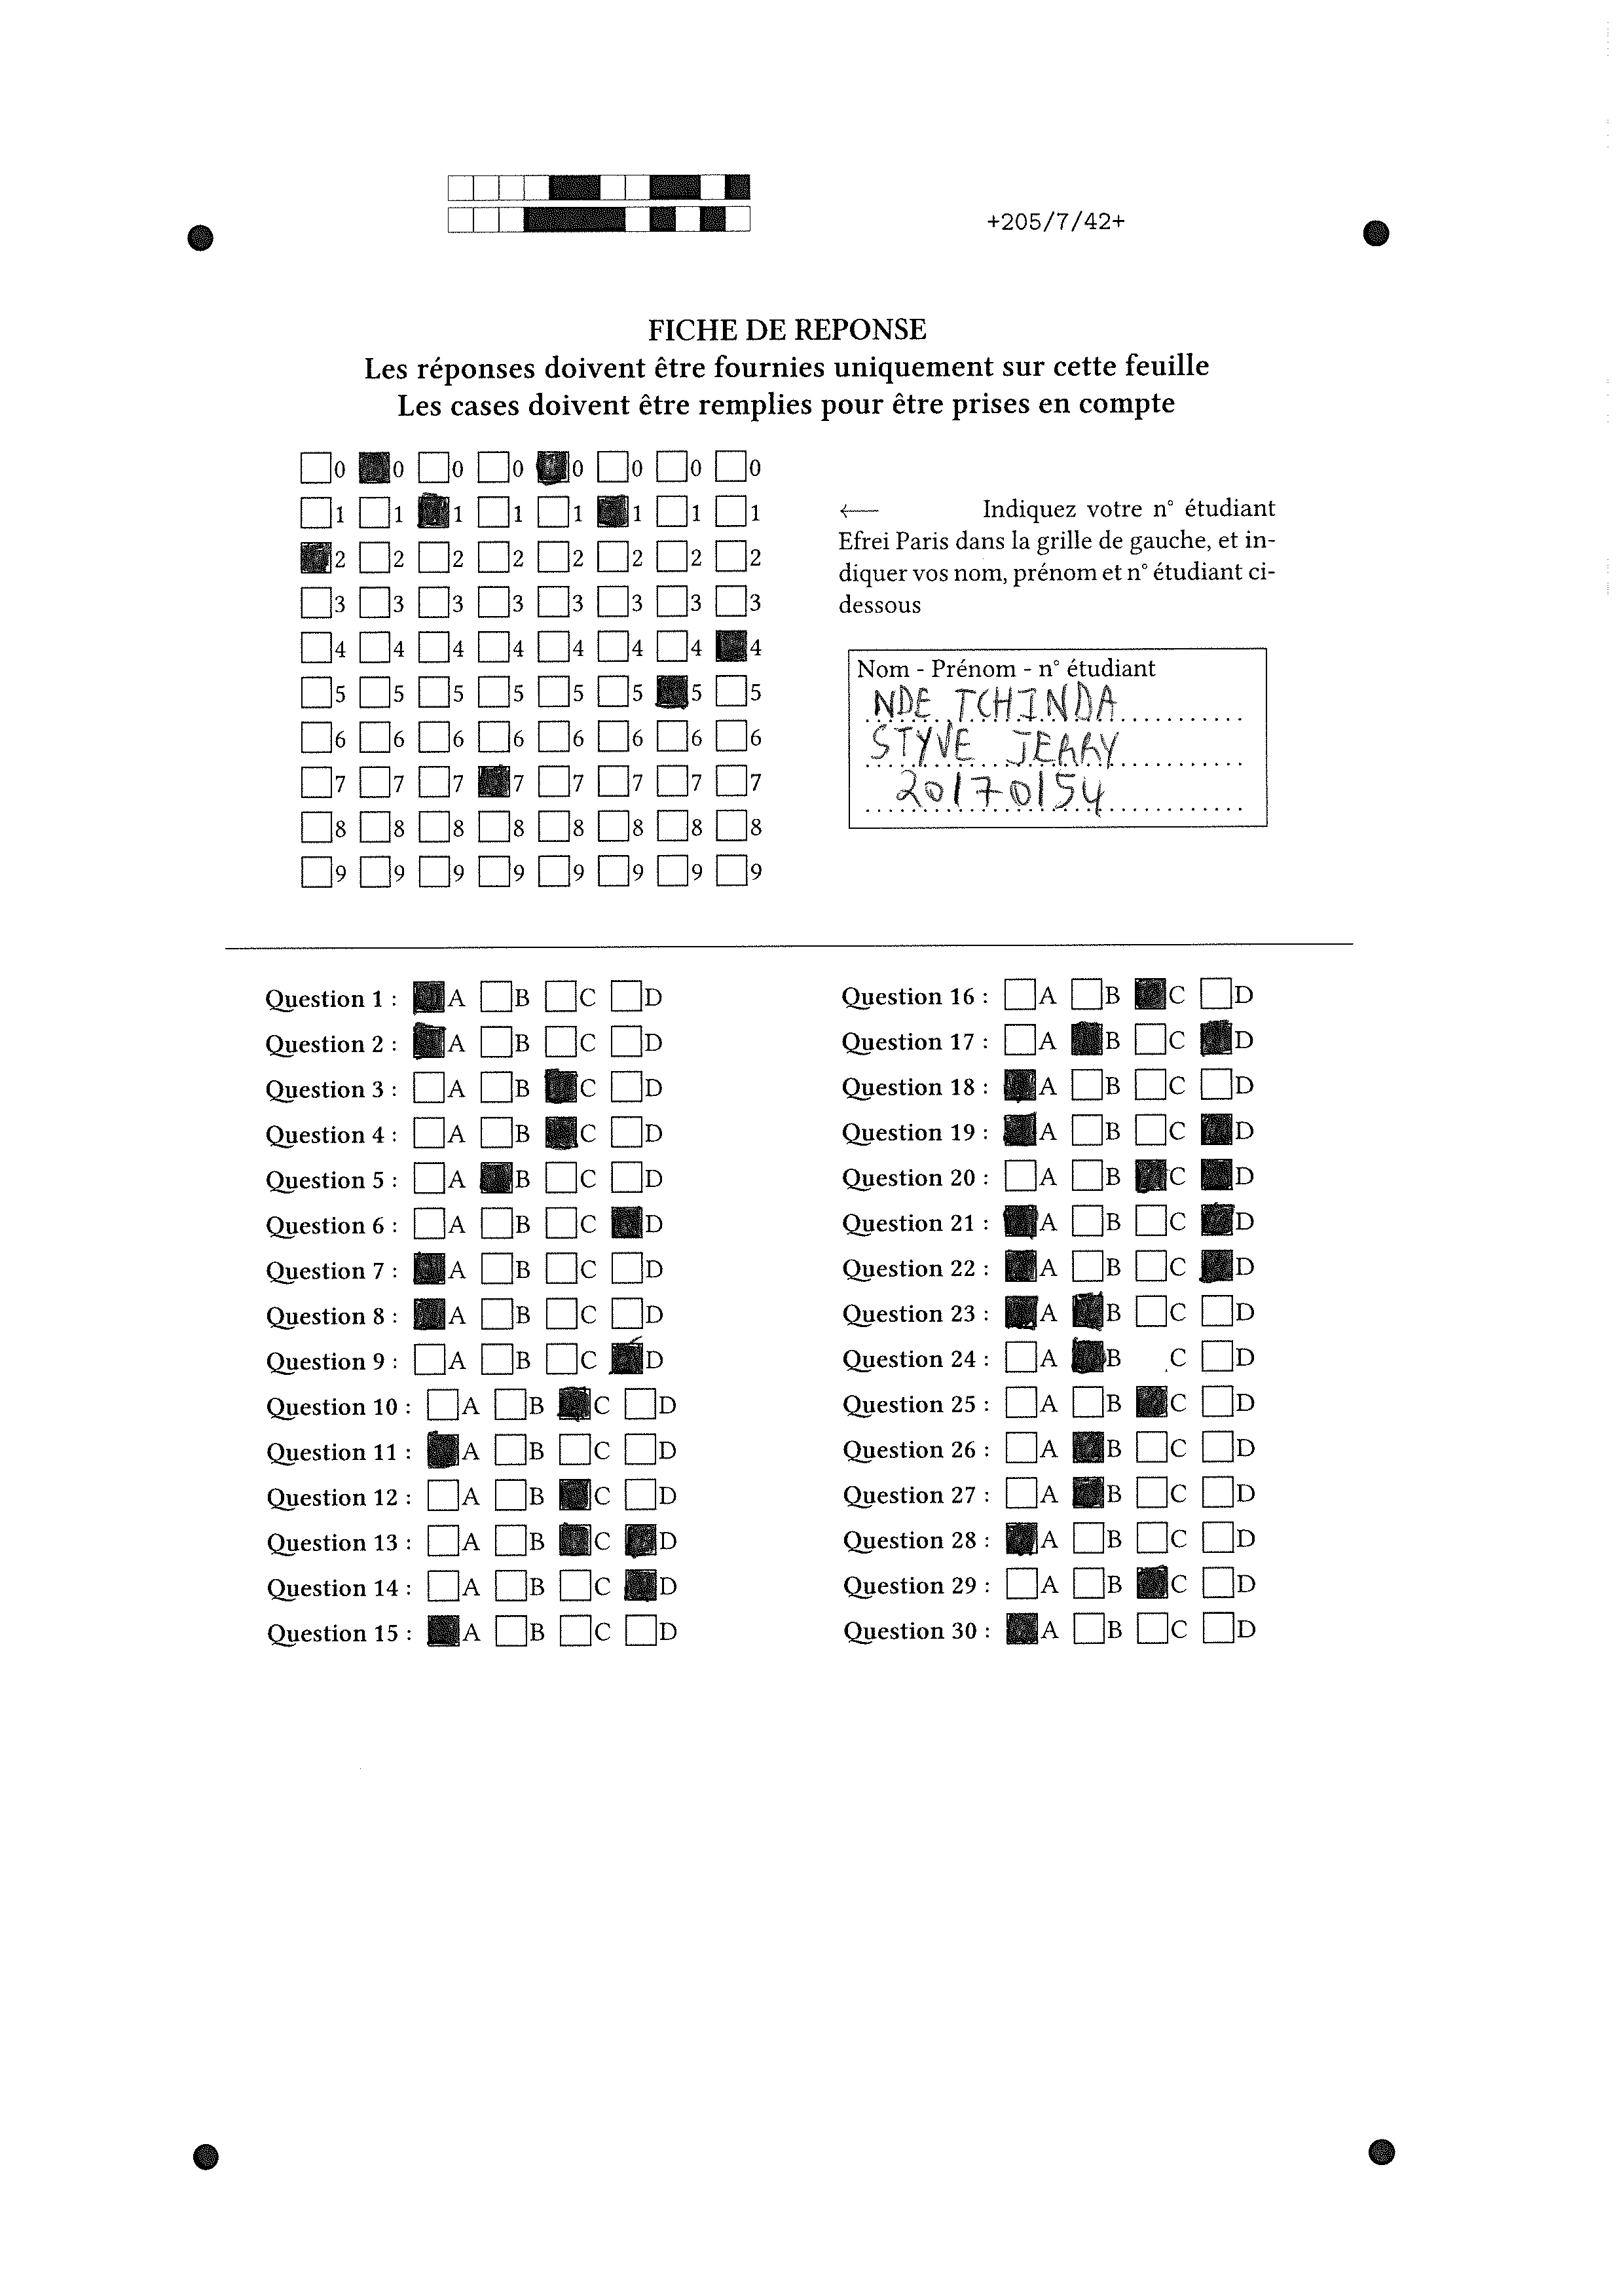 +205/7/42+
FICHE DE REPONSE
Les réponses doivent être fournies uniquement sur cette feuille
Les cases doivent être remplies pour être prises en compte
0 0 0 0 0 0 0 0
1 1 1 1 1 1 1 1
2 2 2 2 2 2 2 2
3 3 3 3 3 3 3 3
4 4 4 4 4 4 4 4
5 5 5 5 5 5 5 5
6 6 6 6 6 6 6 6
7 7 7 7 7 7 7 7
8 8 8 8 8 8 8 8
9 9 9 9 9 9 9 9
← Indiquez votre n° étudiant
Efrei Paris dans la grille de gauche, et in-
diquer vos nom, prénom et n° étudiant ci-
dessous
Nom - Prénom - n° étudiant
NDE TCHINDA
STYVE JERRY
20170154
Question 1 : A B C D
Question 2 : A B C D
Question 3 : A B C D
Question 4 : A B C D
Question 5 : A B C D
Question 6 : A B C D
Question 7 : A B C D
Question 8 : A B C D
Question 9 : A B C D
Question 10 : A B C D
Question 11 : A B C D
Question 12 : A B C D
Question 13 : A B C D
Question 14 : A B C D
Question 15 : A B C D
Question 16 : A B C D
Question 17 : A B C D
Question 18 : A B C D
Question 19 : A B C D
Question 20 : A B C D
Question 21 : A B C D
Question 22 : A B C D
Question 23 : A B C D
Question 24 : A B C D
Question 25 : A B C D
Question 26 : A B C D
Question 27 : A B C D
Question 28 : A B C D
Question 29 : A B C D
Question 30 : A B C D